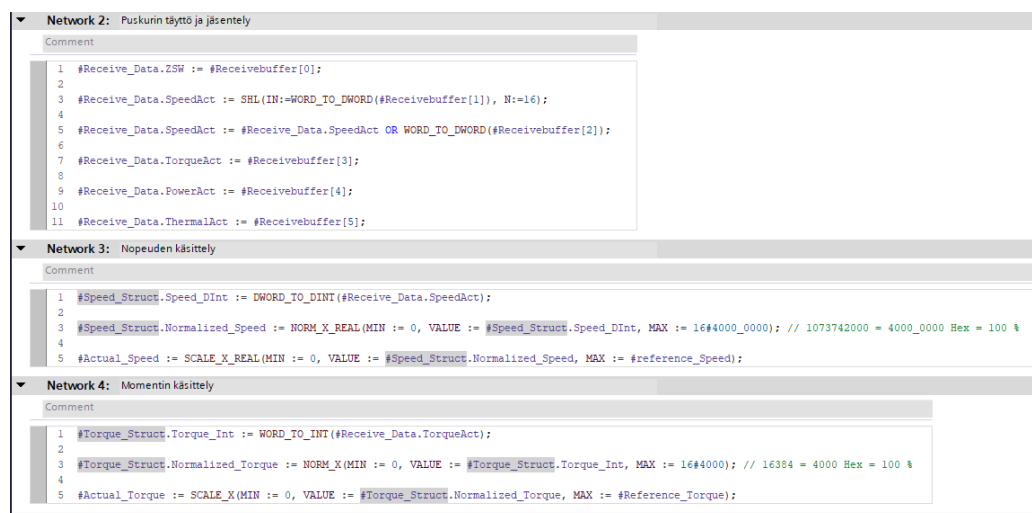 Network 2: Puskurin täyttö ja jäsentely
Comment
1 #Receive_Data.ZSW := #Receivebuffer[0];
2
3 #Receive_Data.SpeedAct := SHL(IN:=WORD_TO_DWORD(#Receivebuffer[1]), N:=16);
4
5 #Receive_Data.SpeedAct := #Receive_Data.SpeedAct OR WORD_TO_DWORD(#Receivebuffer[2]);
6
7 #Receive_Data.TorqueAct := #Receivebuffer[3];
8
9 #Receive_Data.PowerAct := #Receivebuffer[4];
10
11 #Receive_Data.ThermalAct := #Receivebuffer[5];
Network 3: Nopeuden käsittely
Comment
1 #Speed_Struct.Speed_DInt := DWORD_TO_DINT(#Receive_Data.SpeedAct);
2
3 #Speed_Struct.Normalized_Speed := NORM_X_REAL(MIN := 0, VALUE := #Speed_Struct.Speed_DInt, MAX := 16#4000_0000); // 1073742000 = 4000_0000 Hex = 100 %
4
5 #Actual_Speed := SCALE_X_REAL(MIN := 0, VALUE := #Speed_Struct.Normalized_Speed, MAX := #reference_Speed);
Network 4: Momentin käsittely
Comment
1 #Torque_Struct.Torque_Int := WORD_TO_INT(#Receive_Data.TorqueAct);
2
3 #Torque_Struct.Normalized_Torque := NORM_X(MIN := 0, VALUE := #Torque_Struct.Torque_Int, MAX := 16#4000); // 16384 = 4000 Hex = 100 %
4
5 #Actual_Torque := SCALE_X(MIN := 0, VALUE := #Torque_Struct.Normalized_Torque, MAX := #Reference_Torque);